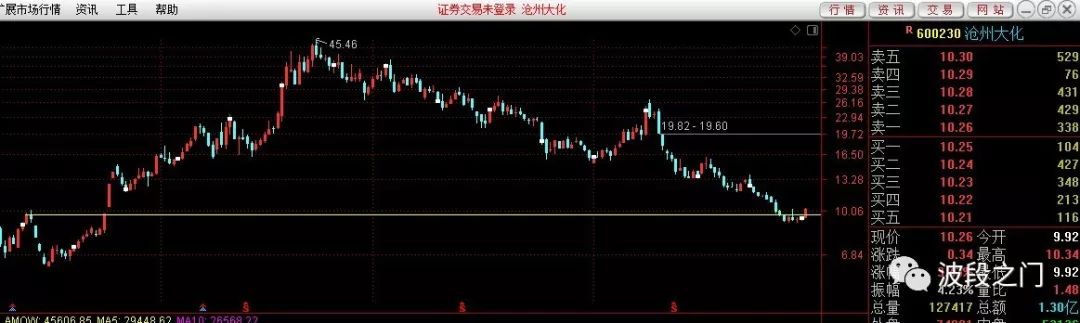 扩展市场行情 资讯 工具 帮助 证券交易未登录 沧州大化 行情 资讯 交易 网站
R 600230 沧州大化
45.46
39.03
32.59
29.38
26.16
22.94
19.82 - 19.60
19.72
16.50
13.28
10.06
6.84
卖五 10.30 529
卖四 10.29 76
卖三 10.28 431
卖二 10.27 429
卖一 10.26 338
买一 10.25 104
买二 10.24 427
买三 10.23 348
买四 10.22 213
买五 10.21 116
现价 10.26 今开 9.92
涨跌 0.34 最高 10.34
涨幅 最低 9.92
振幅 4.23% 量比 1.48
总量 127417 总额 1.30亿
波段之门
S S S
AMOW: 45606.85 MA5: 29448.62 MA10: 26568.22